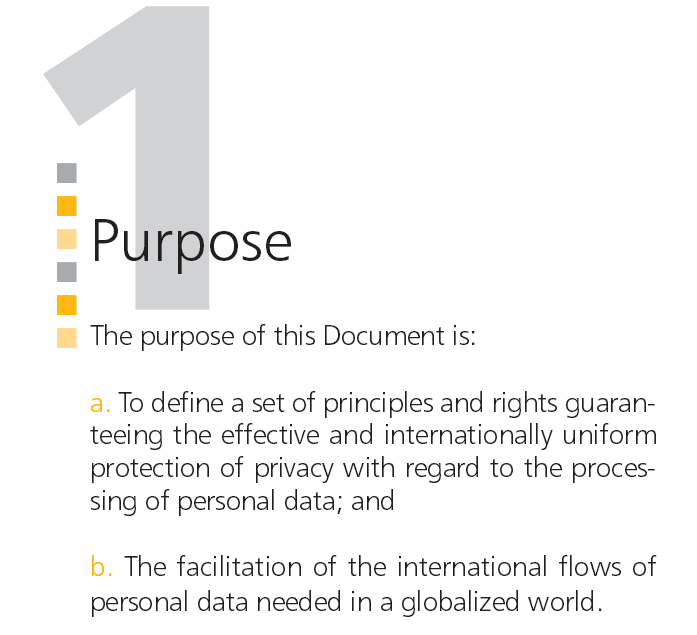 1
Purpose
The purpose of this Document is:
a. To define a set of principles and rights guaran-
teeing the effective and internationally uniform
protection of privacy with regard to the proces-
sing of personal data; and
b. The facilitation of the international flows of
personal data needed in a globalized world.